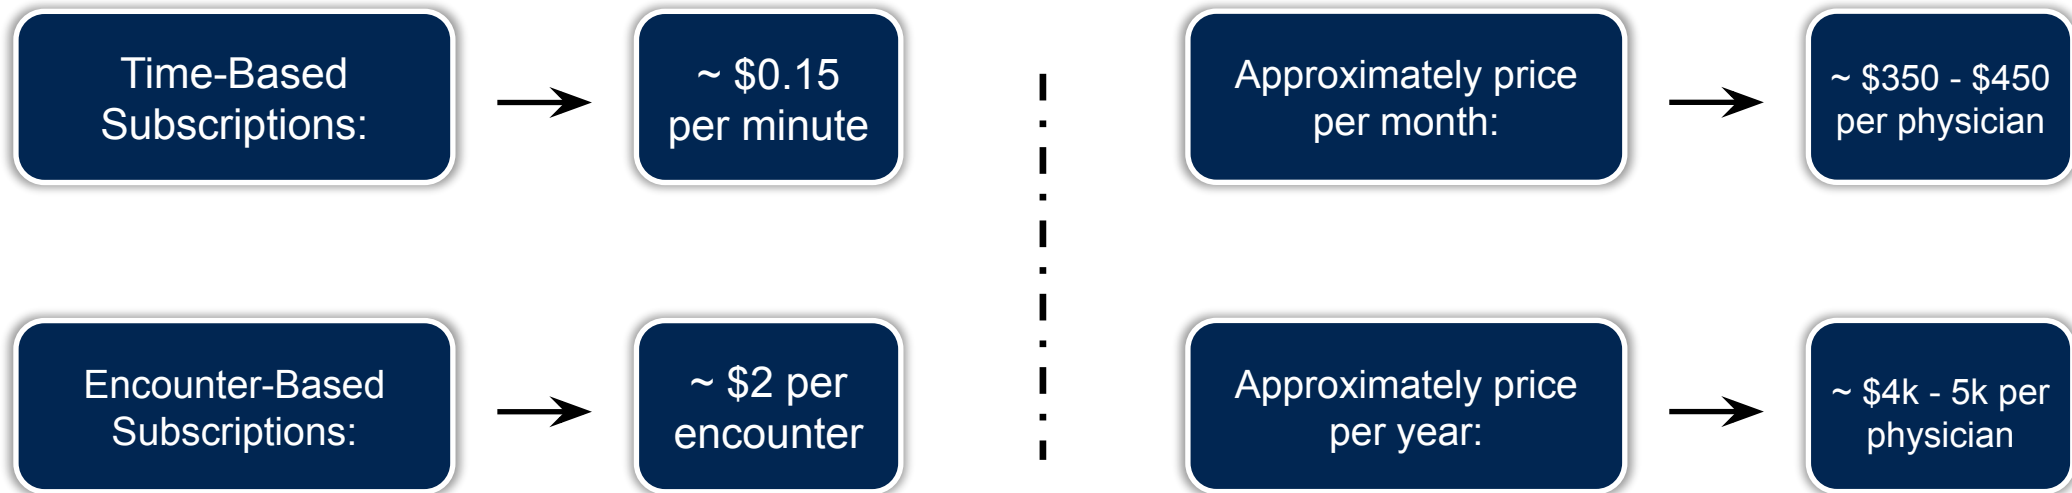 Time-Based
Subscriptions:
~ $0.15
per minute
Approximately price
per month:
~ $350 - $450
per physician
Encounter-Based
Subscriptions:
~ $2 per
encounter
Approximately price
per year:
~ $4k - 5k per
physician